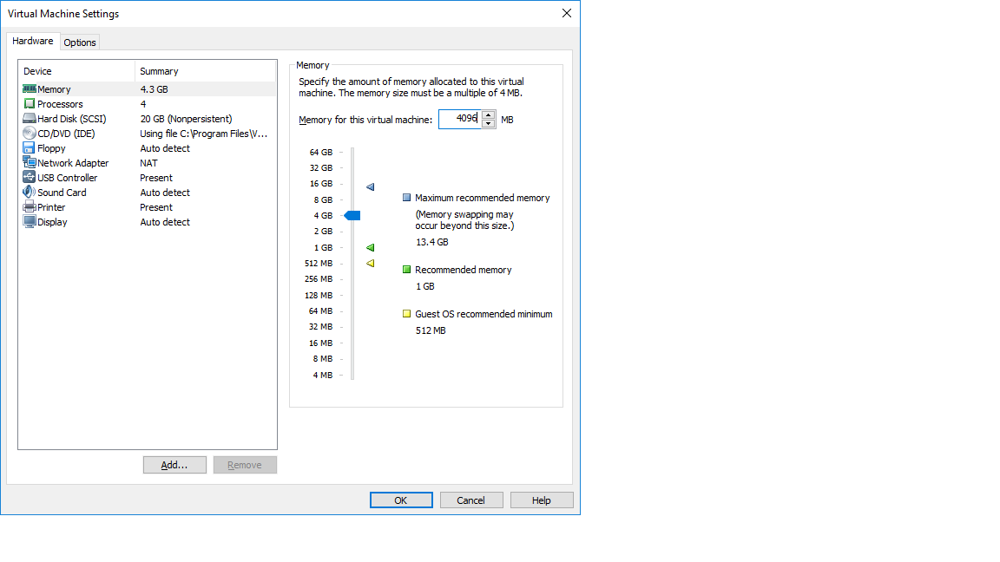 Virtual Machine Settings
Hardware
Options
Device Summary
Memory 4.3 GB
Processors 4
Hard Disk (SCSI) 20 GB (Nonpersistent)
CD/DVD (IDE) Using file C:\Program Files\V...
Floppy Auto detect
Network Adapter NAT
USB Controller Present
Sound Card Auto detect
Printer Present
Display Auto detect
Add...
Remove
Memory
Specify the amount of memory allocated to this virtual
machine. The memory size must be a multiple of 4 MB.
Memory for this virtual machine: 4096 MB
64 GB
32 GB
16 GB
8 GB
4 GB
2 GB
1 GB
512 MB
256 MB
128 MB
64 MB
32 MB
16 MB
8 MB
4 MB
Maximum recommended memory
(Memory swapping may
occur beyond this size.)
13.4 GB
Recommended memory
1 GB
Guest OS recommended minimum
512 MB
OK
Cancel
Help